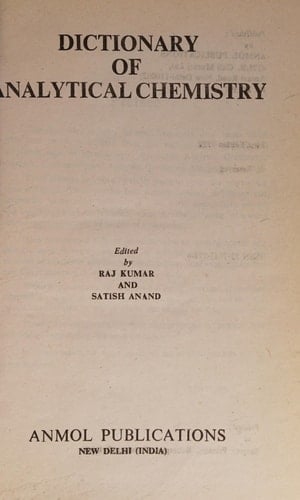 DICTIONARY
OF
ANALYTICAL CHEMISTRY
Edited
by
RAJ KUMAR
AND
SATISH ANAND
ANMOL PUBLICATIONS
NEW DELHI (INDIA)